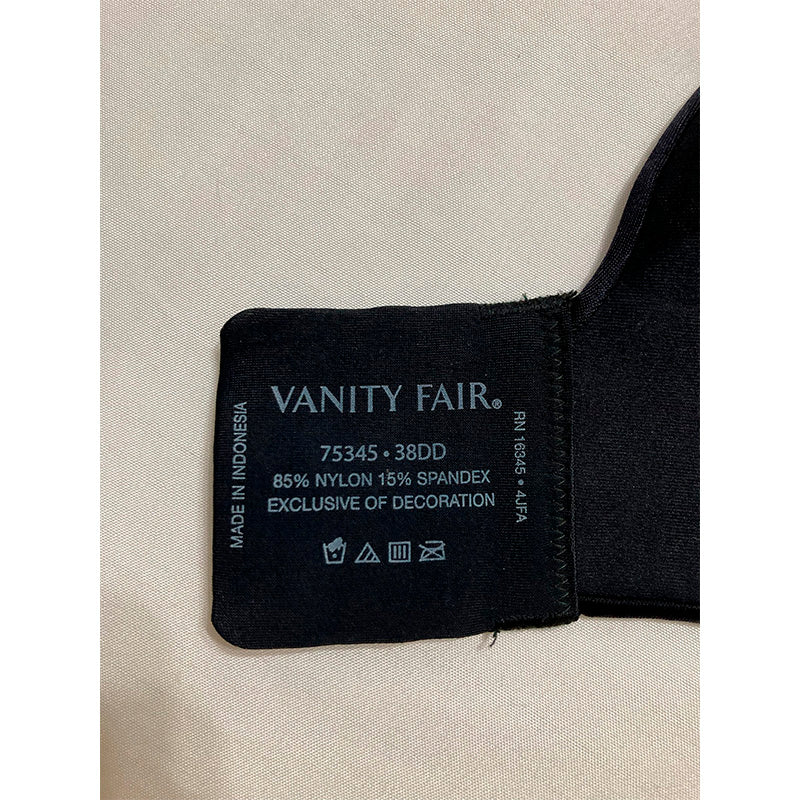 VANITY FAIR®
75345 • 38DD
85% NYLON 15% SPANDEX
EXCLUSIVE OF DECORATION
MADE IN INDONESIA
RN 16345 • 4JFA